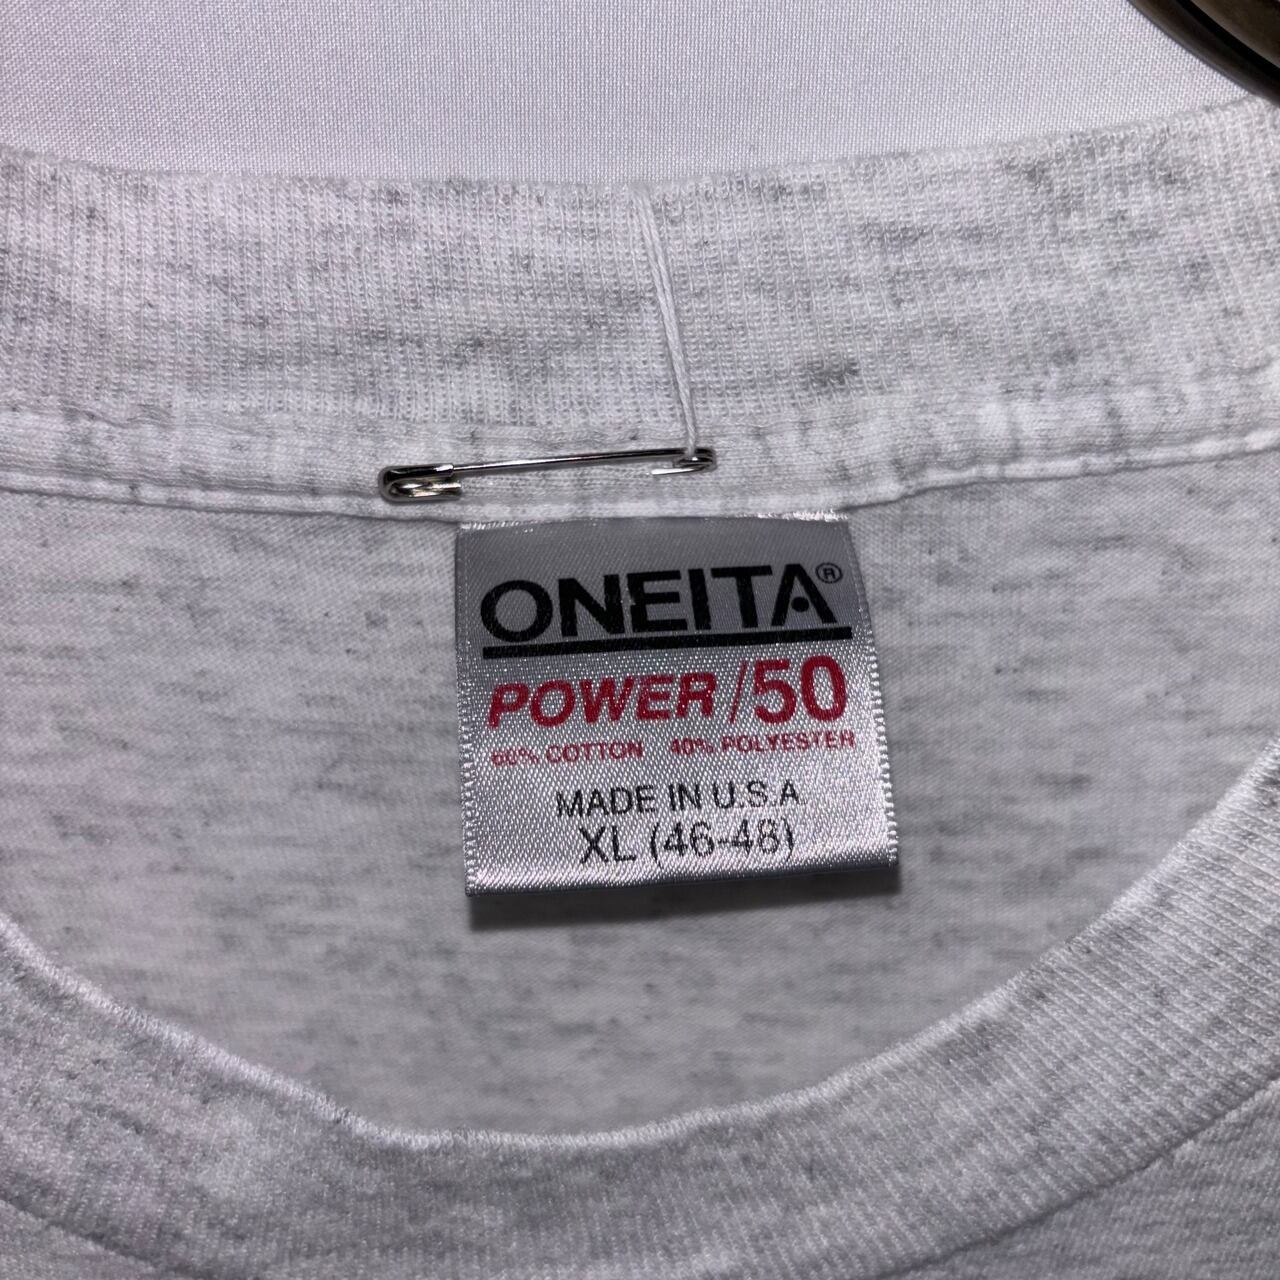 ONEITA®
POWER/50
60% COTTON 40% POLYESTER
MADE IN U.S.A.
XL (46-48)